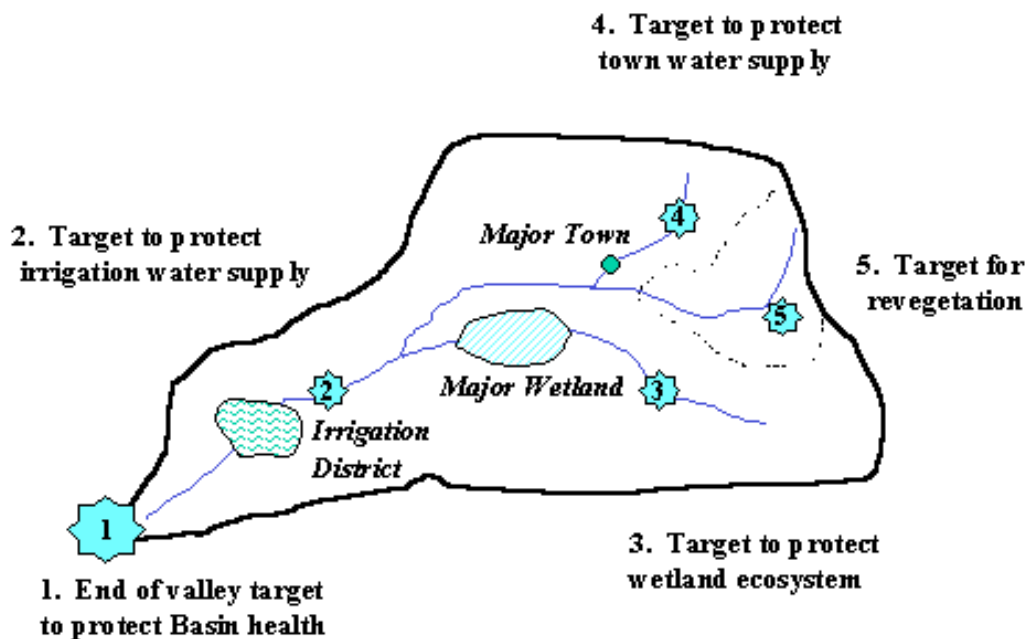 4. Target to protect
town water supply
2. Target to protect
irrigation water supply
Major Town
4
5. Target for
revegetation
5
Major Wetland
3
2
Irrigation
District
1
3. Target to protect
wetland ecosystem
1. End of valley target
to protect Basin health